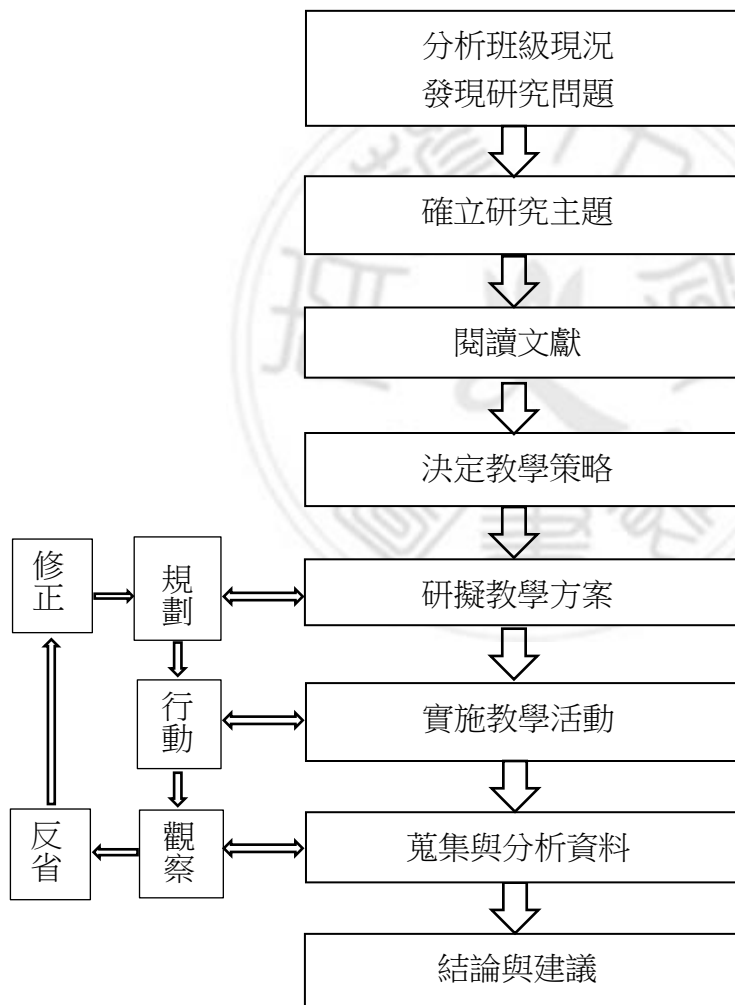 分析班級現況
發現研究問題
確立研究主題
閱讀文獻
決定教學策略
修正
規劃
研擬教學方案
行動
實施教學活動
反省
觀察
蒐集與分析資料
結論與建議